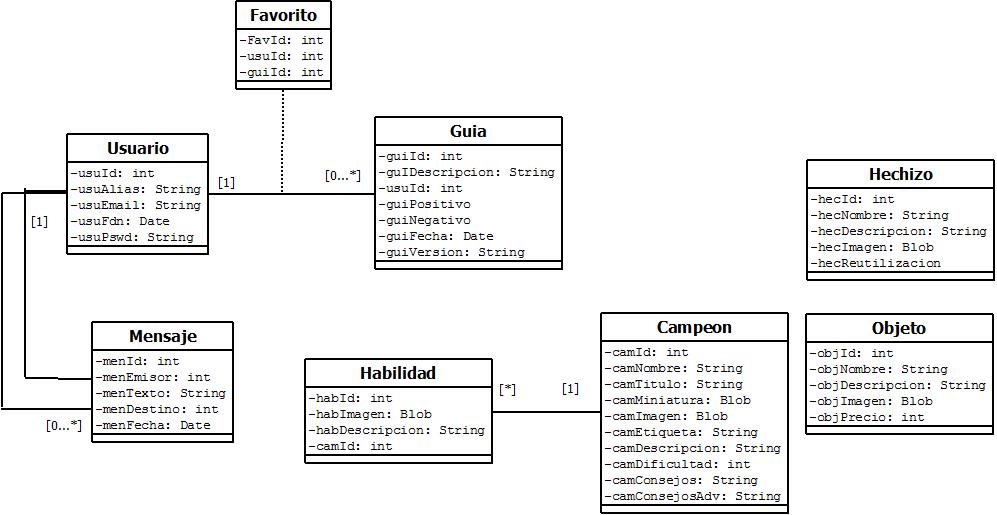 Favorito
-FavId: int
-usuId: int
-guiId: int
Guia
-guiId: int
-guIDescripcion: String
-usuId: int
-guiPositivo
-guiNegativo
-guiFecha: Date
-guiVersion: String
Usuario
-usuId: int
-usuAlias: String
-usuEmail: String
-usuFdn: Date
-usuPswd: String
[1]
[0...*]
[1]
Hechizo
-hecId: int
-hecNombre: String
-hecDescripcion: String
-hecImagen: Blob
-hecReutilizacion
Mensaje
-menId: int
-menEmisor: int
-menTexto: String
-menDestino: int
-menFecha: Date
[0...*]
Habilidad
-habId: int
-habImagen: Blob
-habDescripcion: String
-camId: int
[*]
[1]
Campeon
-camId: int
-camNombre: String
-camTitulo: String
-camMiniatura: Blob
-camImagen: Blob
-camEtiqueta: String
-camDescripcion: String
-camDificultad: int
-camConsejos: String
-camConsejosAdv: String
Objeto
-objId: int
-objNombre: String
-objDescripcion: String
-objImagen: Blob
-objPrecio: int